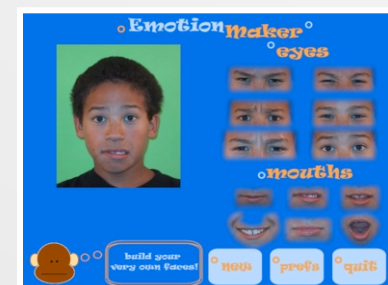 Emotion Maker
eyes
mouths
build your
very own faces!
new
prefs
quit